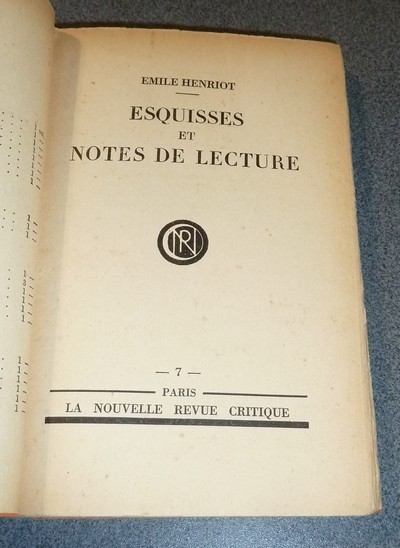 EMILE HENRIOT
ESQUISSES
ET
NOTES DE LECTURE
NRC
— 7 —
PARIS
LA NOUVELLE REVUE CRITIQUE